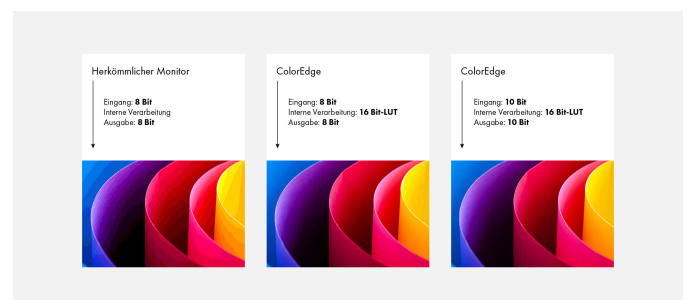 Herkömmlicher Monitor
Eingang: 8 Bit
Interne Verarbeitung
Ausgabe: 8 Bit
ColorEdge
Eingang: 8 Bit
Interne Verarbeitung: 16 Bit-LUT
Ausgabe: 8 Bit
ColorEdge
Eingang: 10 Bit
Interne Verarbeitung: 16 Bit-LUT
Ausgabe: 10 Bit